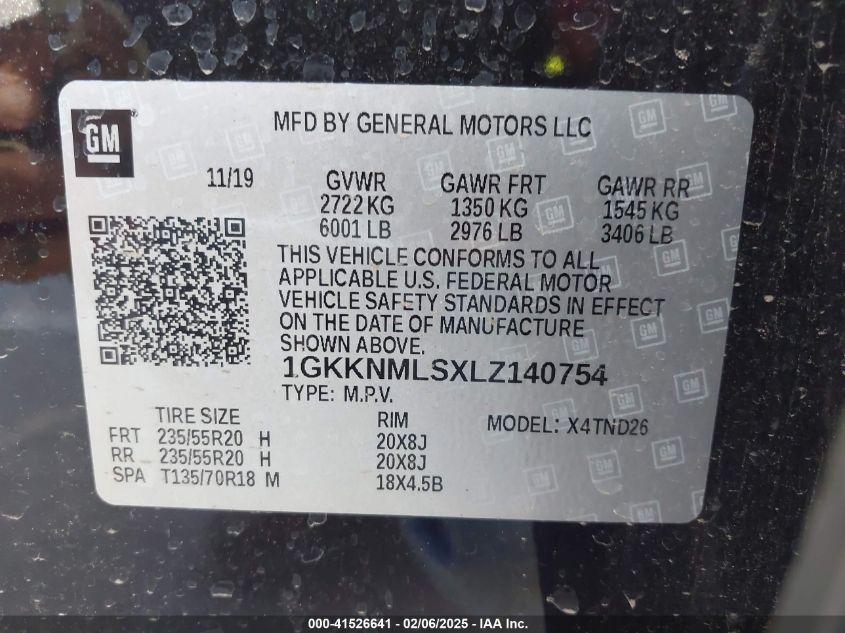 GM
MFD BY GENERAL MOTORS LLC
11/19 GVWR GAWR FRT GAWR RR
2722 KG 1350 KG 1545 KG
6001 LB 2976 LB 3406 LB
THIS VEHICLE CONFORMS TO ALL
APPLICABLE U.S. FEDERAL MOTOR
VEHICLE SAFETY STANDARDS IN EFFECT
ON THE DATE OF MANUFACTURE
SHOWN ABOVE.
1GKKNMLSXLZ140754
TYPE: M.P.V.
TIRE SIZE RIM MODEL: X4TND26
FRT 235/55R20 H 20X8J
RR 235/55R20 H 20X8J
SPA T135/70R18 M 18X4.5B
000-41526641 - 02/06/2025 - IAA Holdings, LLC.